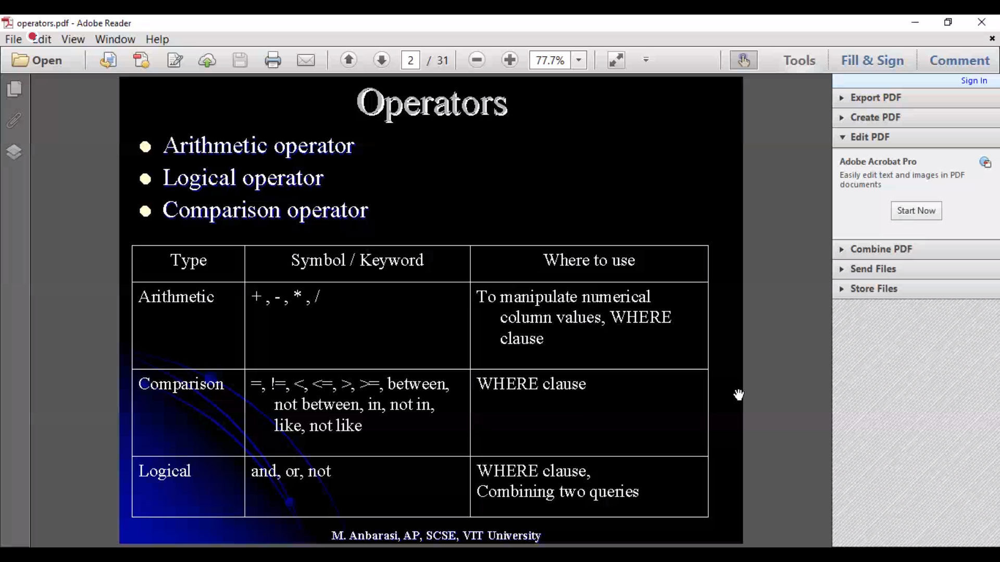 operators.pdf - Adobe Reader
File Edit View Window Help
Open 2 / 31 77.7% Tools Fill & Sign Comment
Sign In
Export PDF
Create PDF
Edit PDF
Adobe Acrobat Pro
Easily edit text and images in PDF
documents
Start Now
Combine PDF
Send Files
Store Files
Operators
Arithmetic operator
Logical operator
Comparison operator
Type Symbol / Keyword Where to use
Arithmetic + , - , * , / To manipulate numerical
column values, WHERE
clause
Comparison =, !=, <, <=, >, >=, between, WHERE clause
not between, in, not in,
like, not like
Logical and, or, not WHERE clause,
Combining two queries
M. Anbarasi, AP, SCSE, VIT University